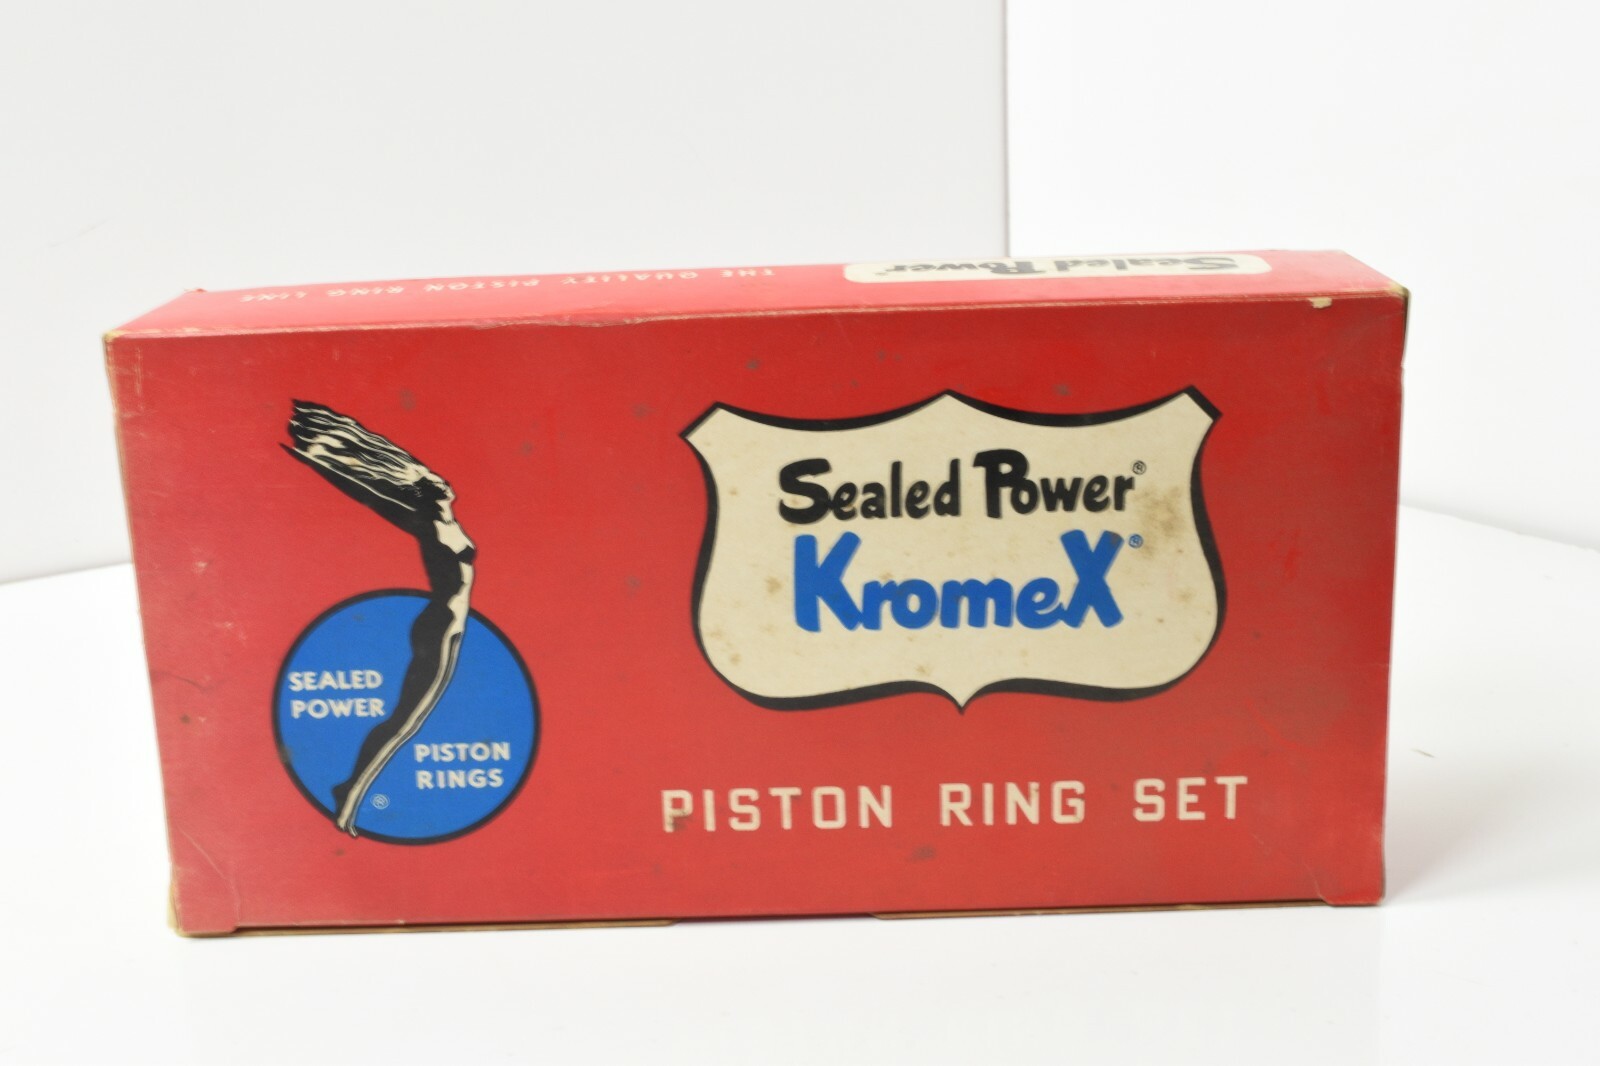 THE QUALITY PISTON RING LINE
Sealed Power
Sealed Power®
KromeX®
SEALED
POWER
PISTON
RINGS
®
PISTON RING SET